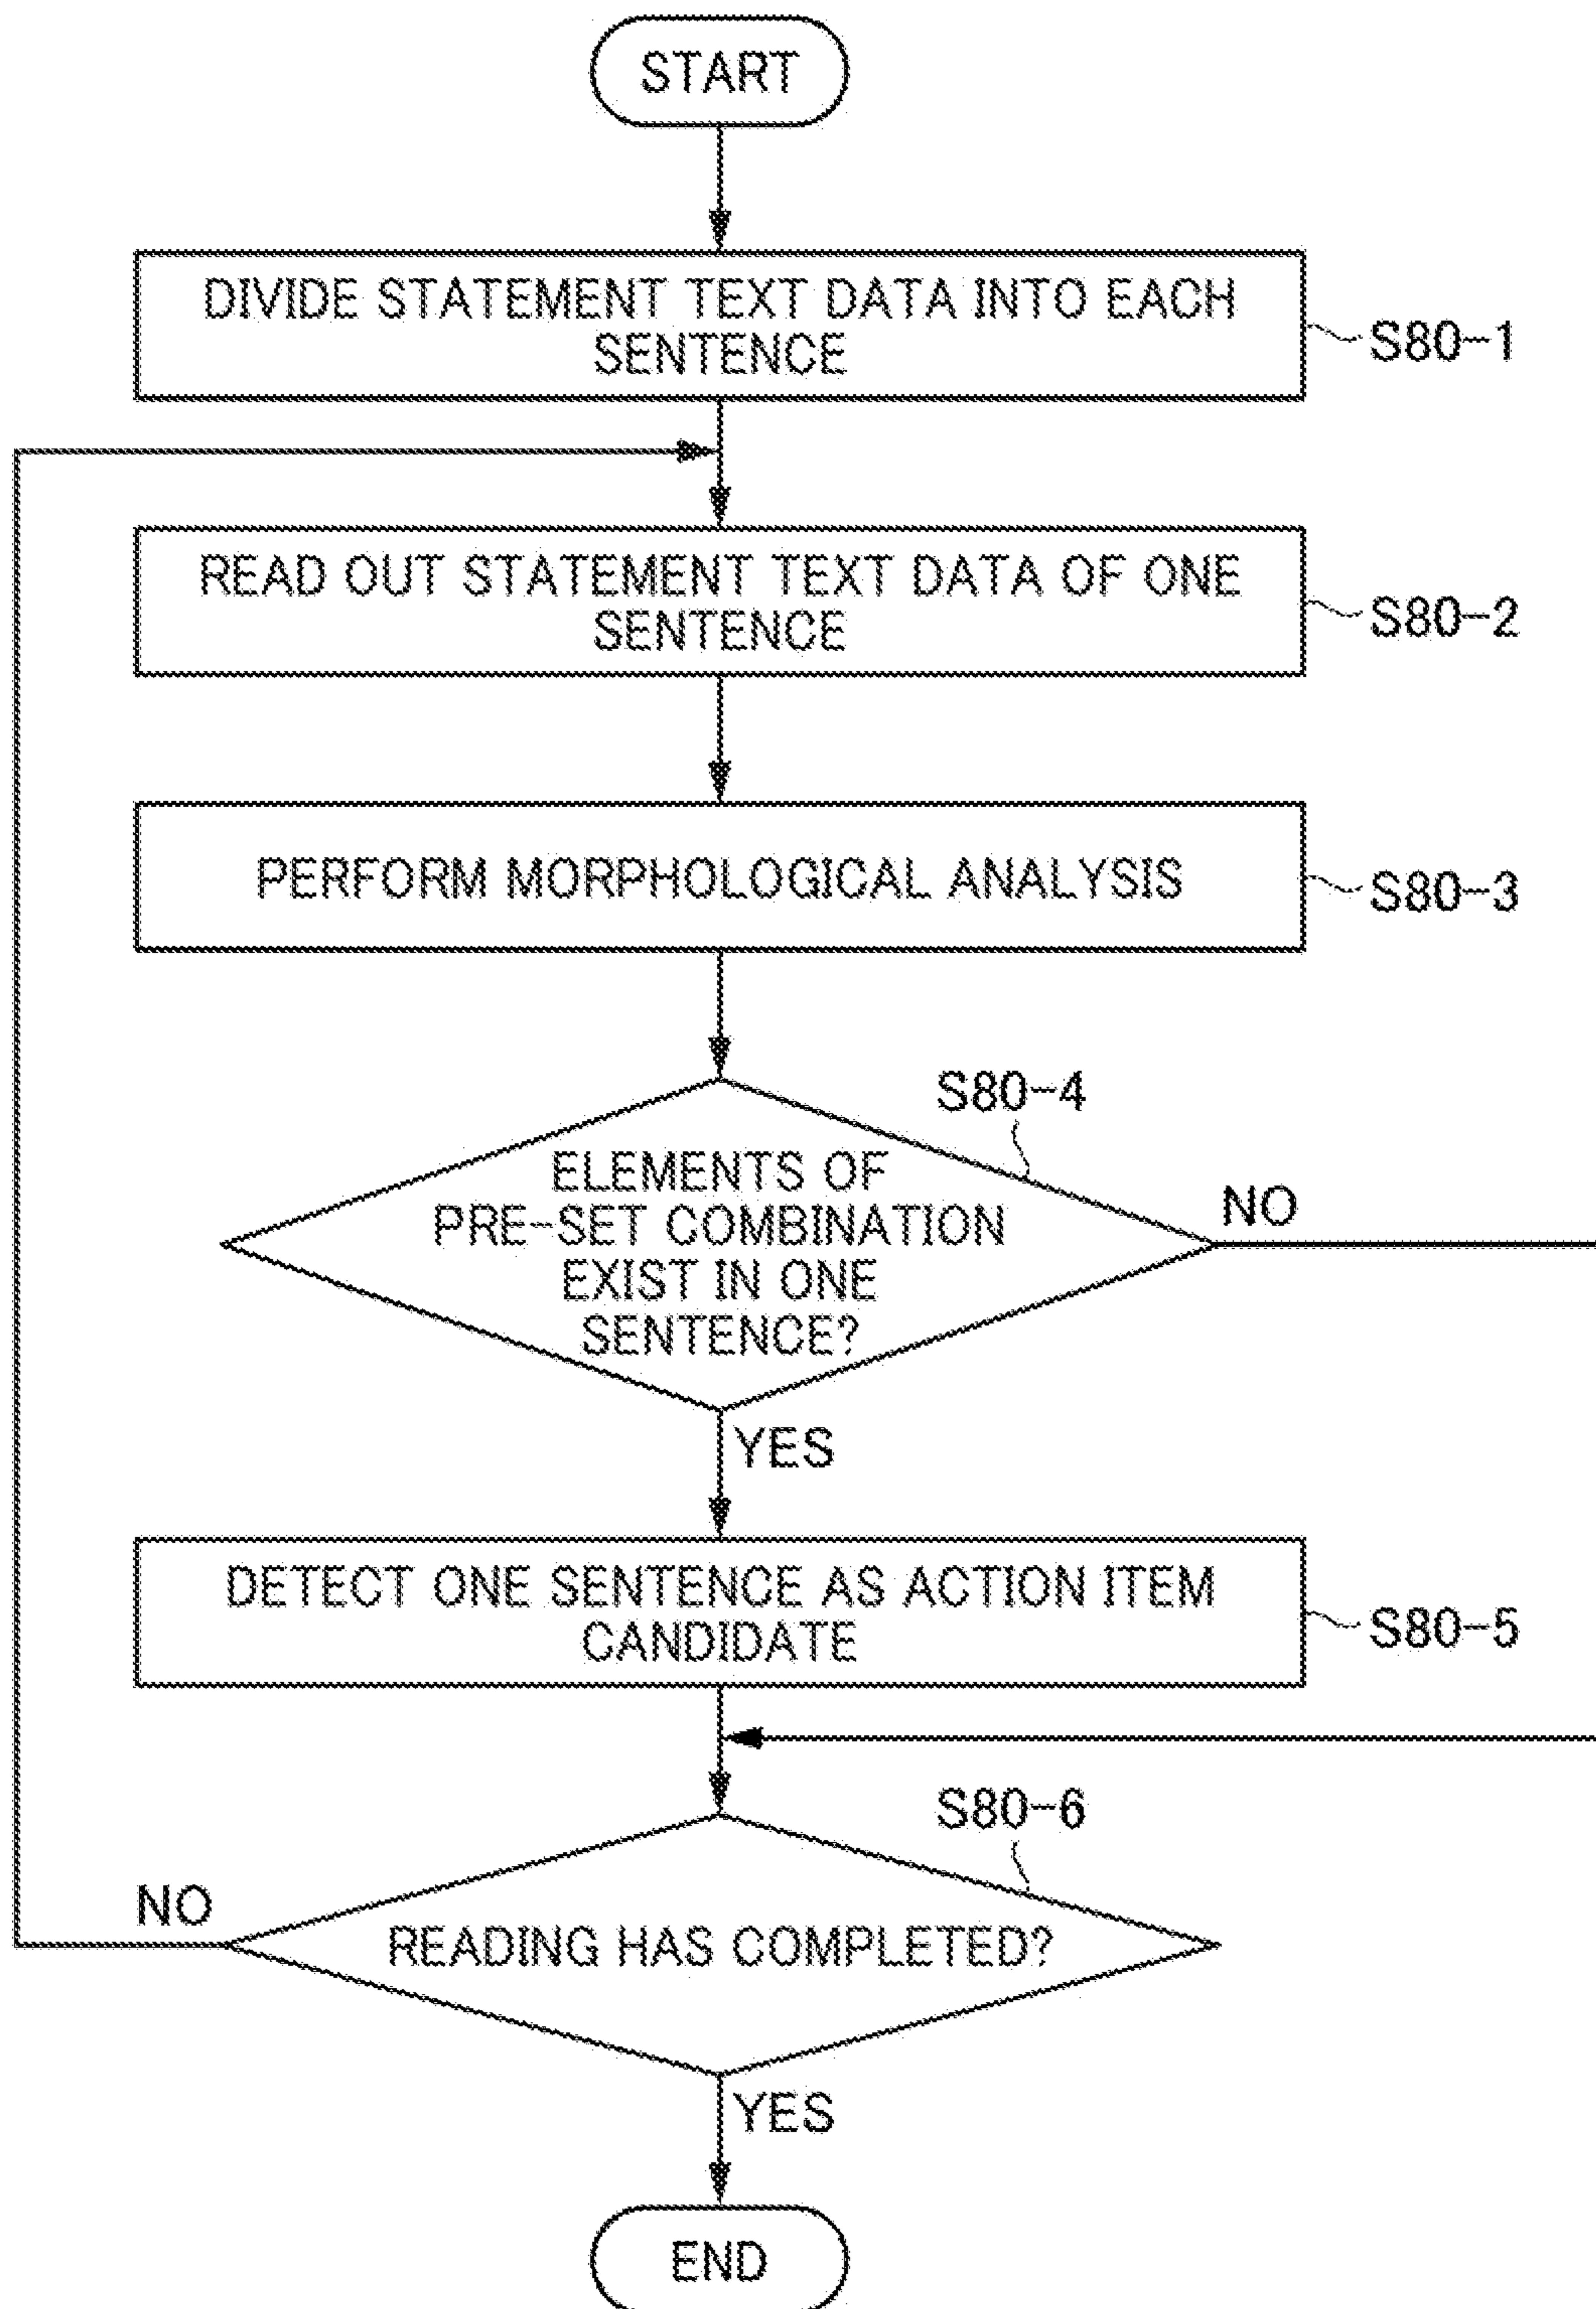 START
DIVIDE STATEMENT TEXT DATA INTO EACH
SENTENCE
S80-1
READ OUT STATEMENT TEXT DATA OF ONE
SENTENCE
S80-2
PERFORM MORPHOLOGICAL ANALYSIS
S80-3
S80-4
ELEMENTS OF
PRE-SET COMBINATION
EXIST IN ONE
SENTENCE?
NO
YES
DETECT ONE SENTENCE AS ACTION ITEM
CANDIDATE
S80-5
S80-6
NO
READING HAS COMPLETED?
YES
END